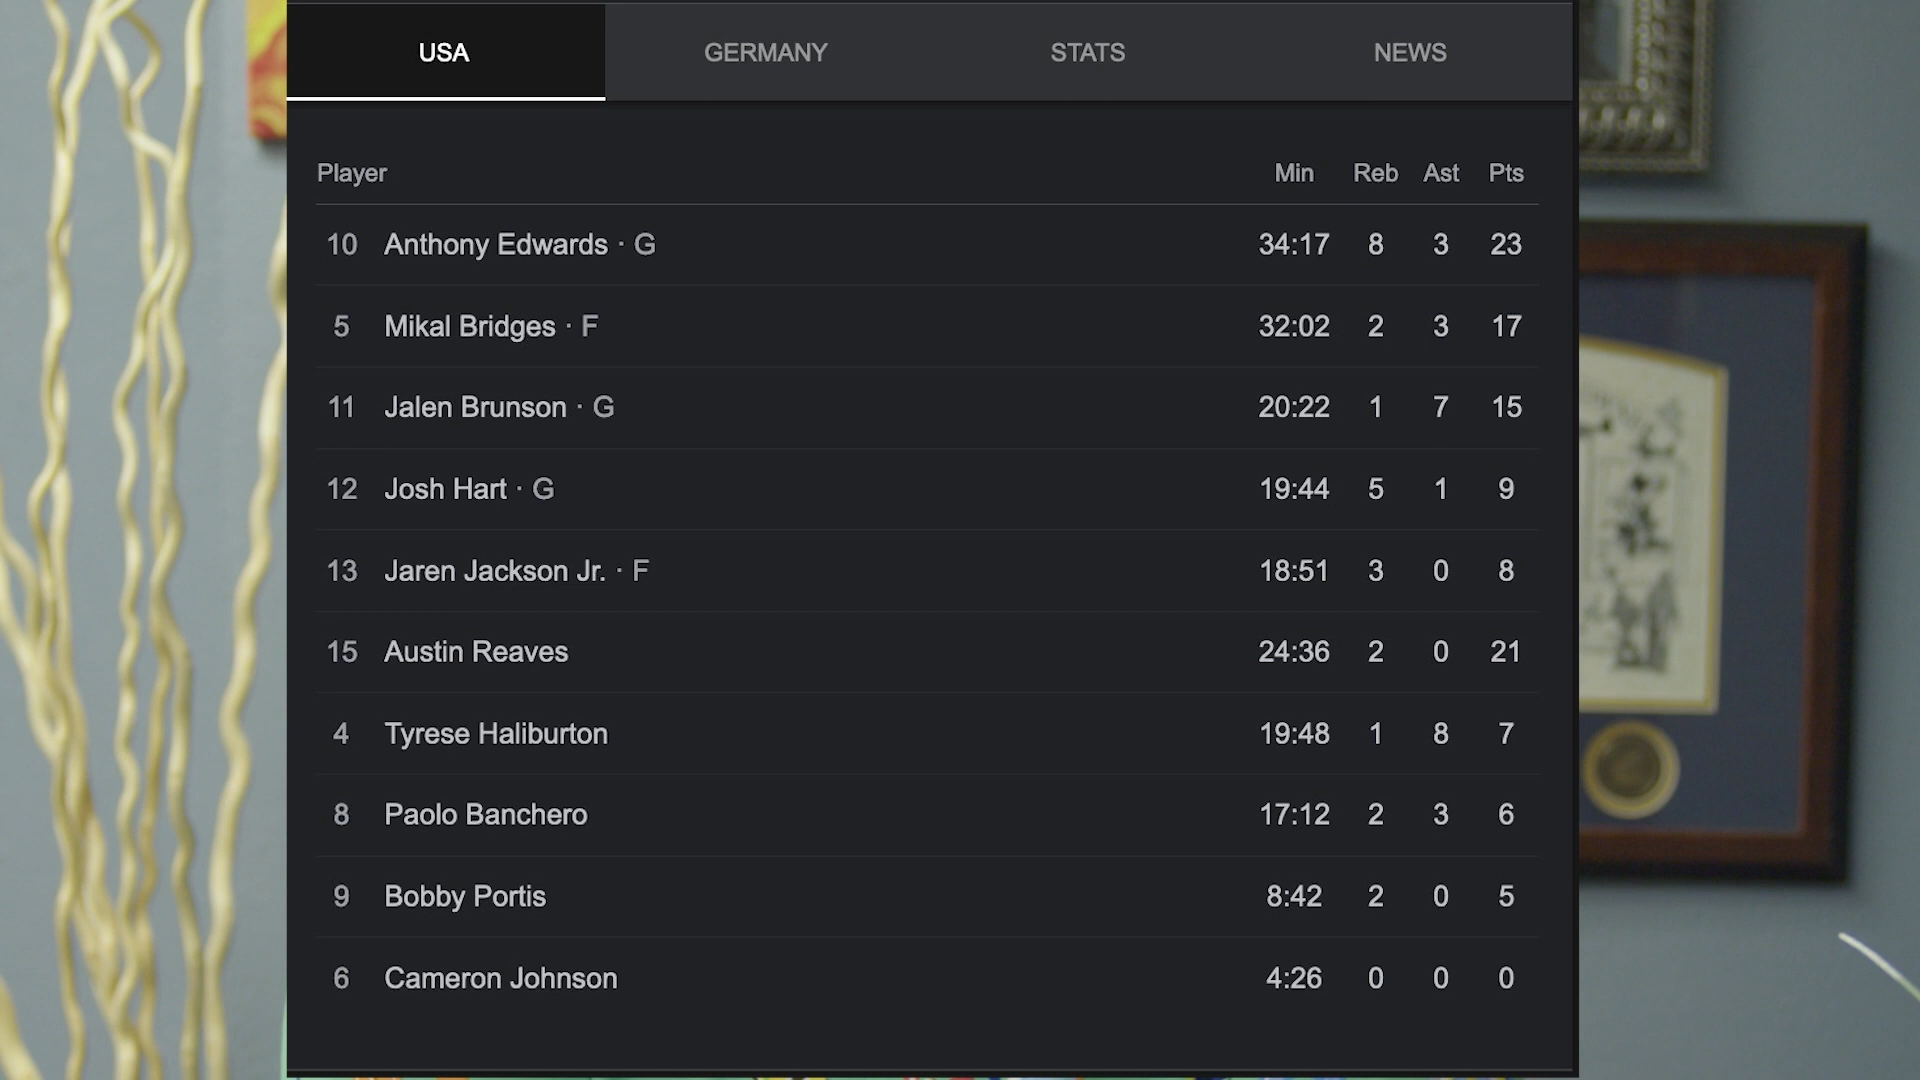 USA GERMANY STATS NEWS
Player Min Reb Ast Pts
10 Anthony Edwards · G 34:17 8 3 23
5 Mikal Bridges · F 32:02 2 3 17
11 Jalen Brunson · G 20:22 1 7 15
12 Josh Hart · G 19:44 5 1 9
13 Jaren Jackson Jr. · F 18:51 3 0 8
15 Austin Reaves 24:36 2 0 21
4 Tyrese Haliburton 19:48 1 8 7
8 Paolo Banchero 17:12 2 3 6
9 Bobby Portis 8:42 2 0 5
6 Cameron Johnson 4:26 0 0 0